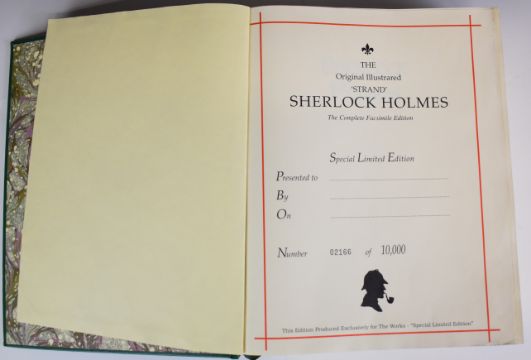 THE
Original Illustrared
'STRAND'
SHERLOCK HOLMES
The Complete Facsimile Edition
Special Limited Edition
Presented to
By
On
Number 02166 of 10,000
This Edition Produced Exclusively for The Works - "Special Limited Edition"